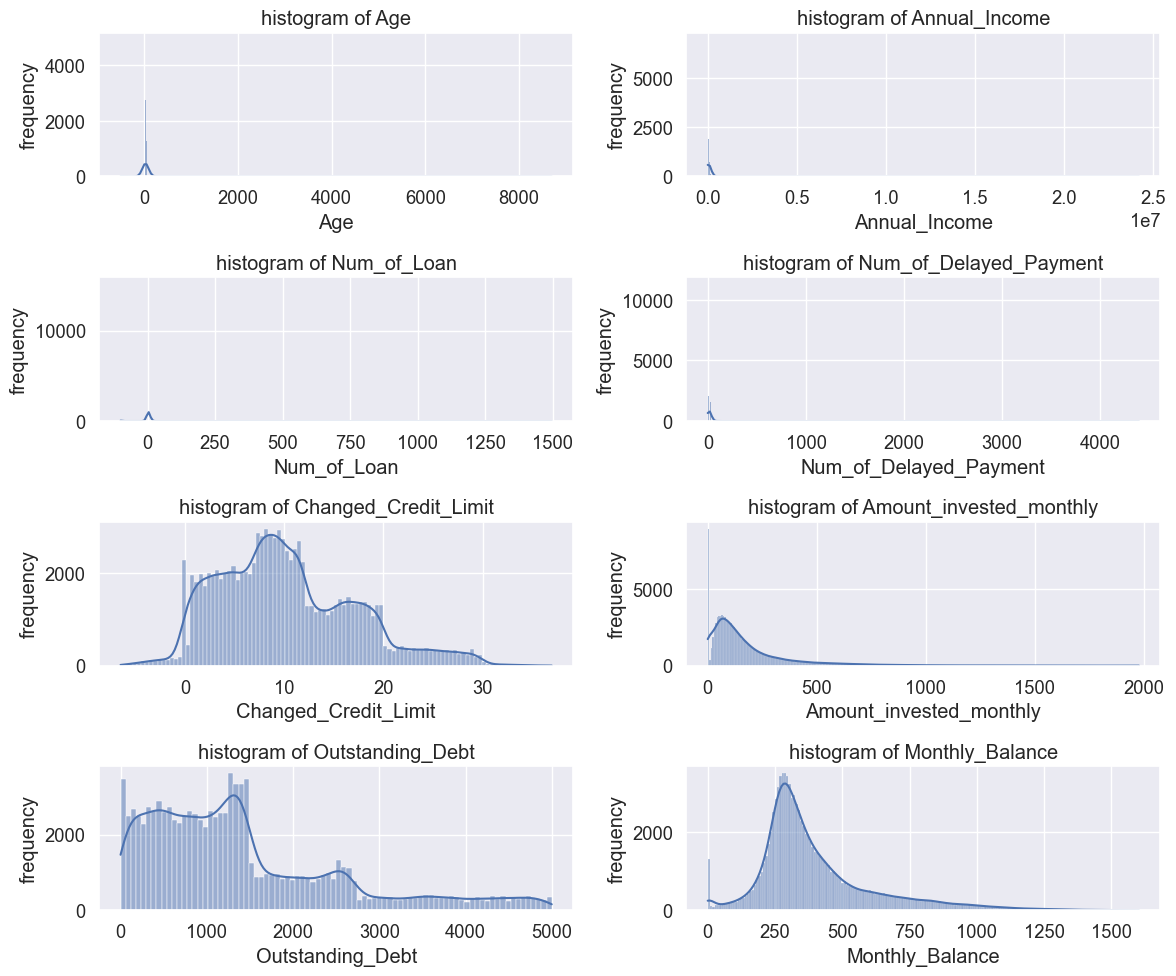 histogram of Age
frequency
4000
2000
0
0 2000 4000 6000 8000
Age
histogram of Annual_Income
frequency
5000
2500
0
0.0 0.5 1.0 1.5 2.0 2.5
1e7
Annual_Income
histogram of Num_of_Loan
frequency
10000
0
0 250 500 750 1000 1250 1500
Num_of_Loan
histogram of Num_of_Delayed_Payment
frequency
10000
5000
0
0 1000 2000 3000 4000
Num_of_Delayed_Payment
histogram of Changed_Credit_Limit
frequency
2000
0
0 10 20 30
Changed_Credit_Limit
histogram of Amount_invested_monthly
frequency
5000
0
0 500 1000 1500 2000
Amount_invested_monthly
histogram of Outstanding_Debt
frequency
2000
0
0 1000 2000 3000 4000 5000
Outstanding_Debt
histogram of Monthly_Balance
frequency
2000
0
0 250 500 750 1000 1250 1500
Monthly_Balance